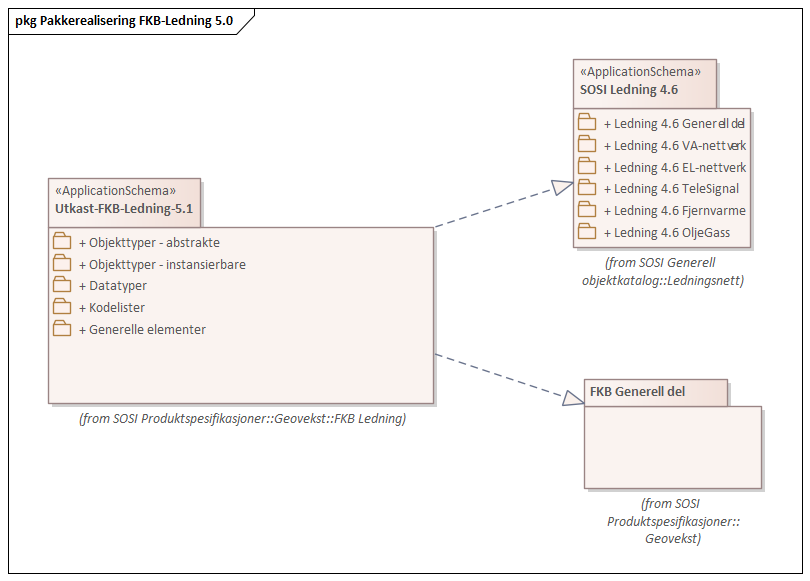 pkg Pakkerealisering FKB-Ledning 5.0
«ApplicationSchema»
SOSI Ledning 4.6
+ Ledning 4.6 Generell del
+ Ledning 4.6 VA-nettverk
+ Ledning 4.6 EL-nettverk
+ Ledning 4.6 TeleSignal
+ Ledning 4.6 Fjernvarme
+ Ledning 4.6 OljeGass
(from SOSI Generell
objektkatalog::Ledningsnett)
«ApplicationSchema»
Utkast-FKB-Ledning-5.1
+ Objekttyper - abstrakte
+ Objekttyper - instansierbare
+ Datatyper
+ Kodelister
+ Generelle elementer
(from SOSI Produktspesifikasjoner::Geovekst::FKB Ledning)
FKB Generell del
(from SOSI
Produktspesifikasjoner::
Geovekst)